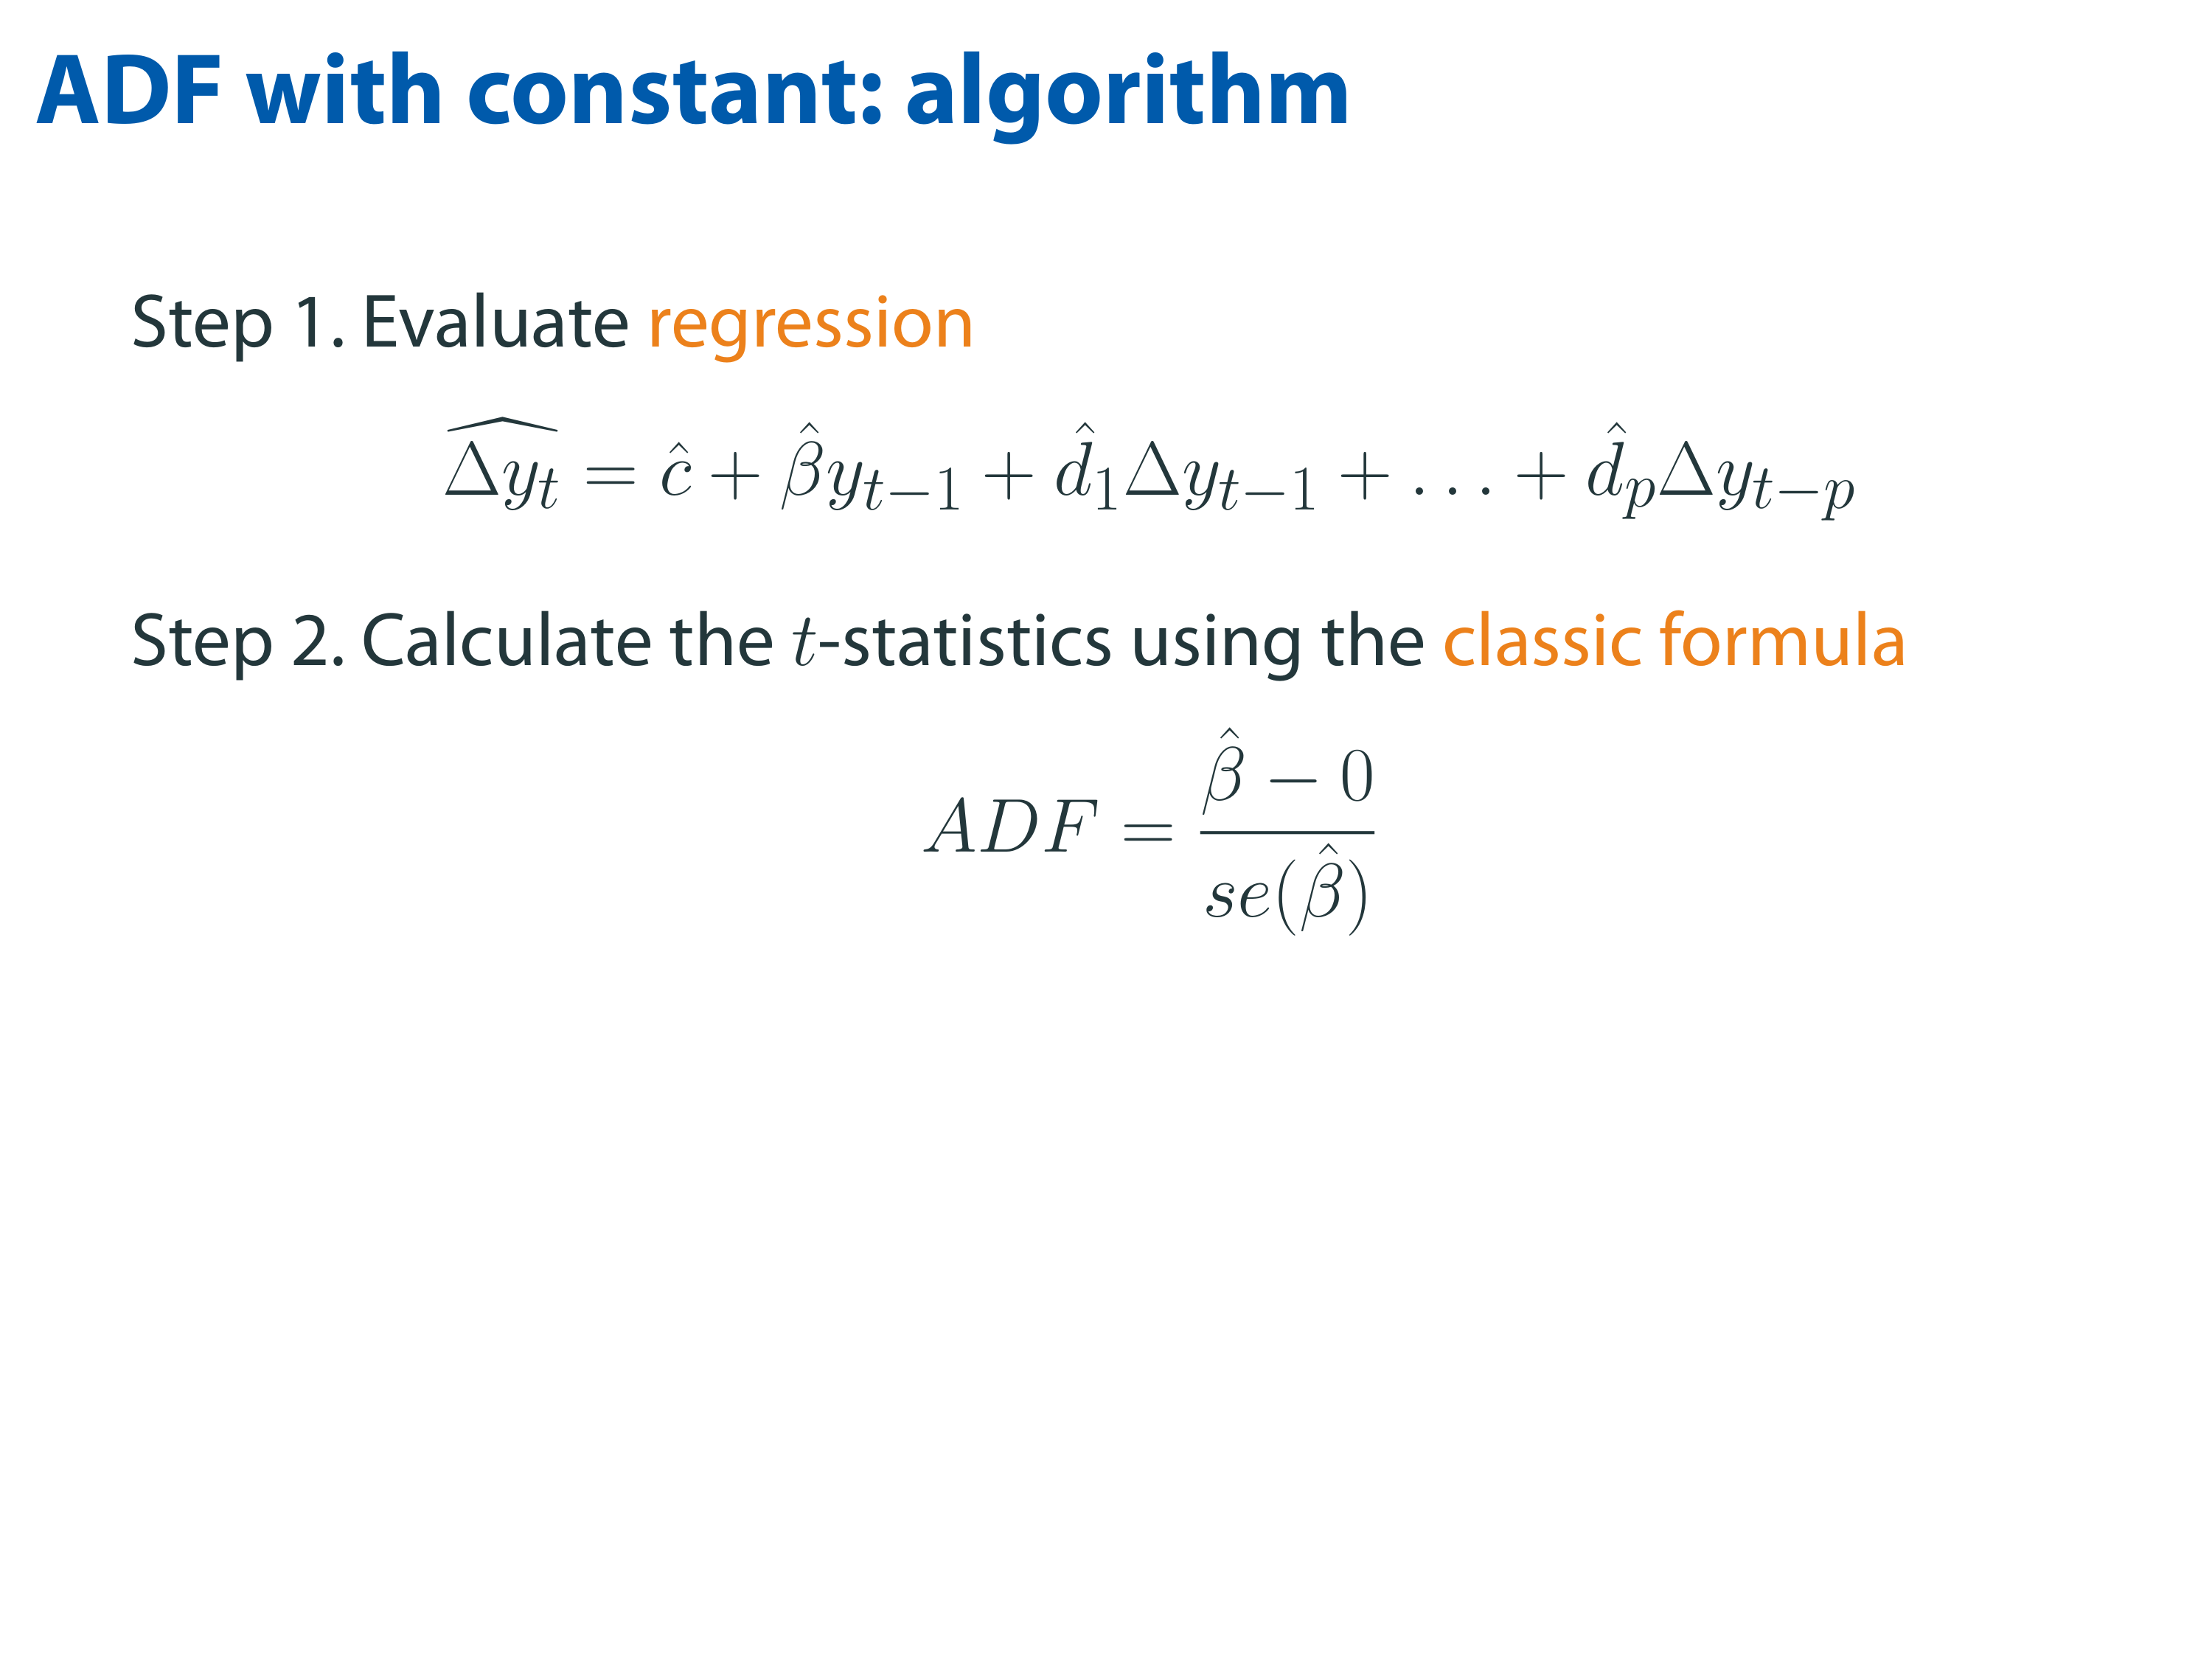 ADF with constant: algorithm
Step 1. Evaluate regression
$\widehat{\Delta y_t} = \hat{c} + \hat{\beta} y_{t-1} + \hat{d}_1 \Delta y_{t-1} + \ldots + \hat{d}_p \Delta y_{t-p}$
Step 2. Calculate the $t$-statistics using the classic formula
$ADF = \frac{\hat{\beta} - 0}{se(\hat{\beta})}$